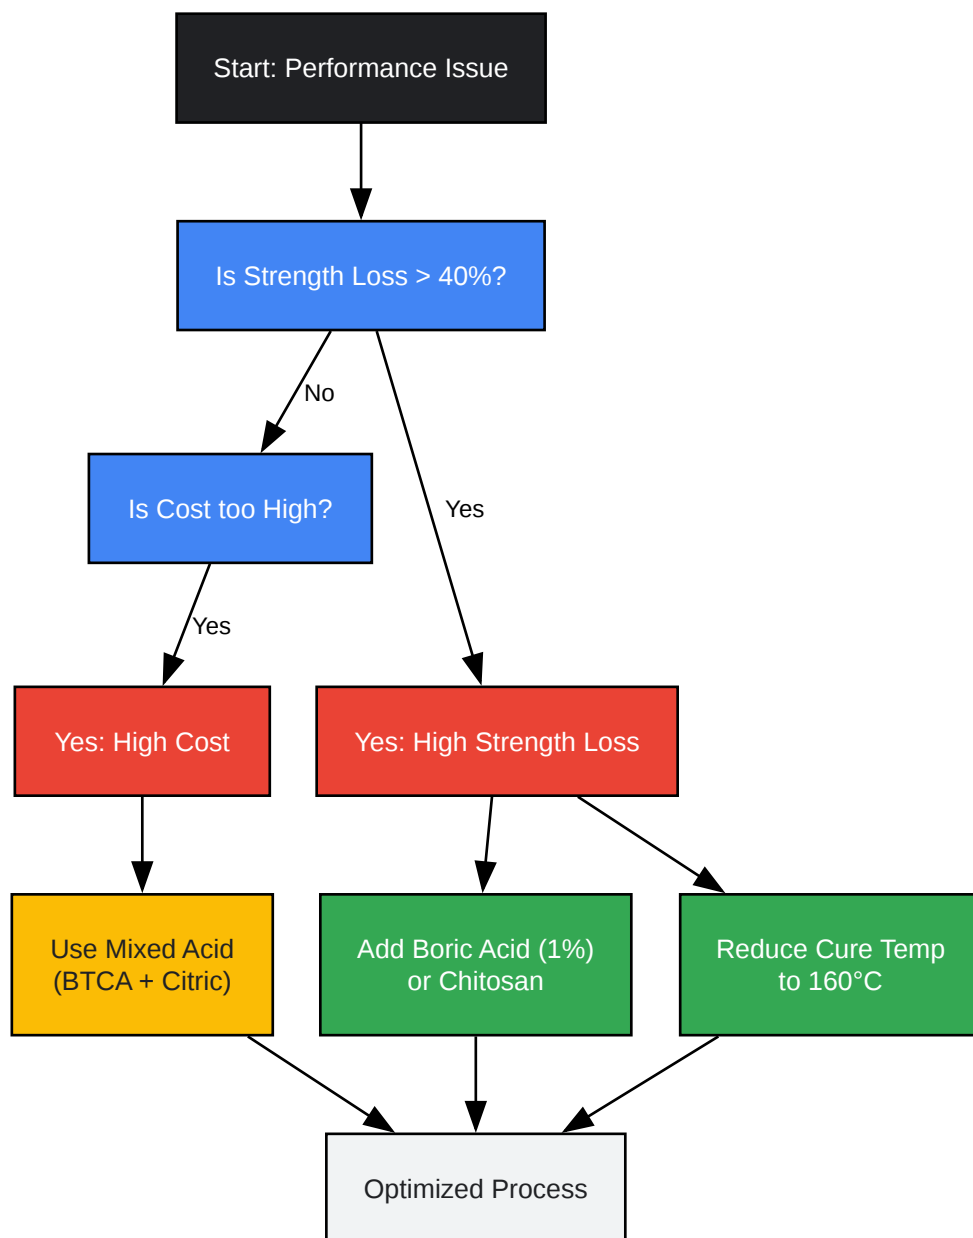 Start: Performance Issue
Is Strength Loss > 40%?
No
Yes
Is Cost too High?
Yes
Yes: High Cost
Yes: High Strength Loss
Use Mixed Acid
(BTCA + Citric)
Add Boric Acid (1%)
or Chitosan
Reduce Cure Temp
to 160°C
Optimized Process